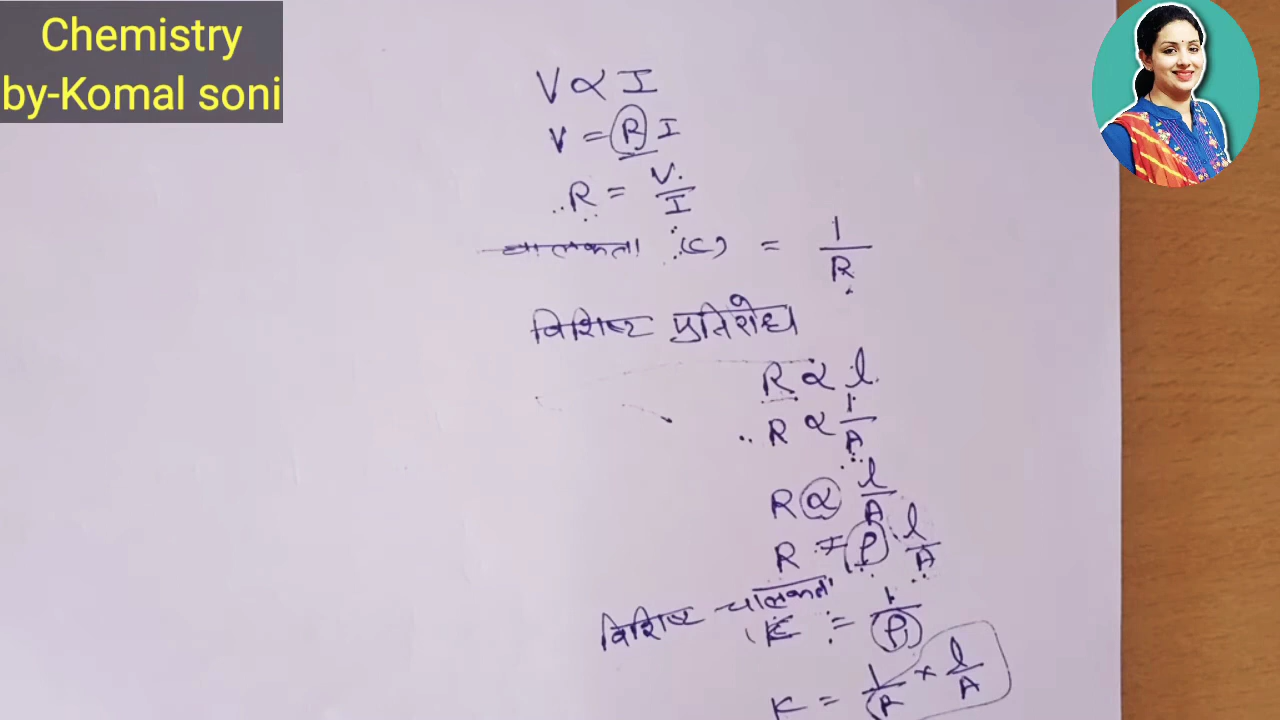 Chemistry
by-Komal soni
V ∝ I
V = R I
R = V/I
चालकता (C) = 1/R
विशिष्ट प्रतिरोध
R ∝ l
R ∝ 1/A
R ∝ l/A
R = ρ l/A
विशिष्ट चालकता
K = 1/ρ
K = 1/R × l/A